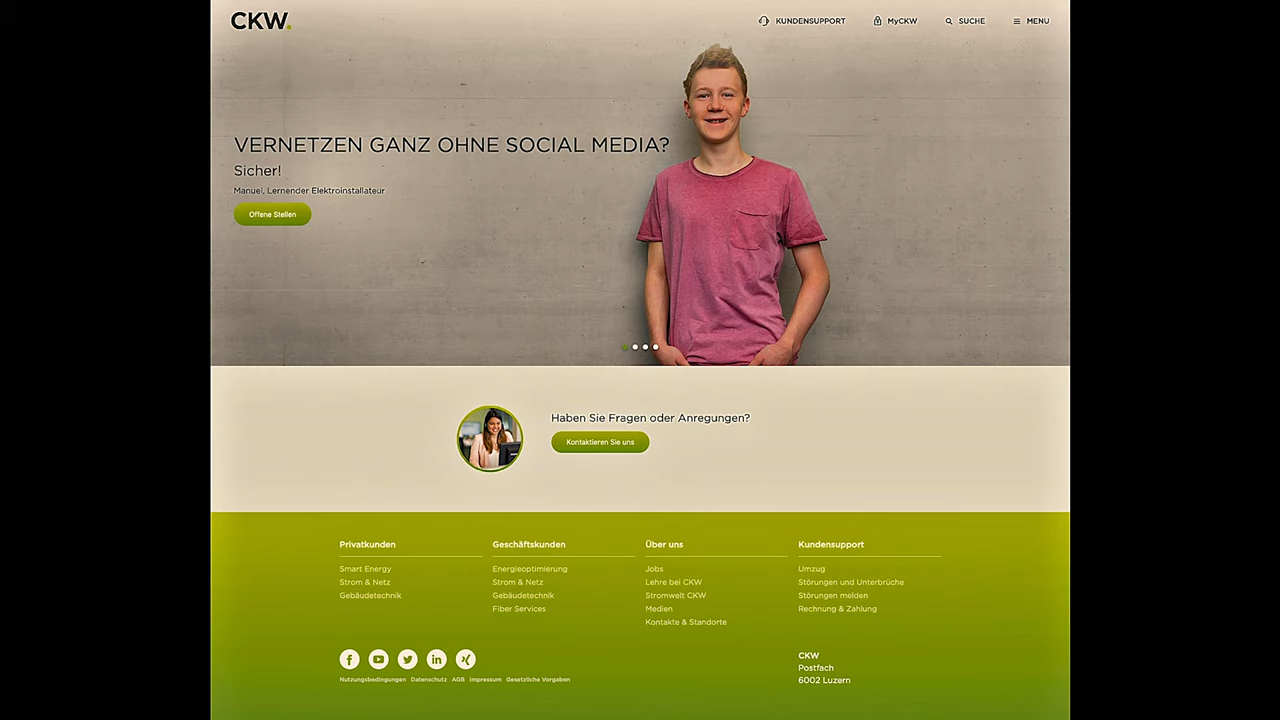 CKW.
KUNDENSUPPORT
MyCKW
SUCHE
MENU
VERNETZEN GANZ OHNE SOCIAL MEDIA?
Sicher!
Manuel, Lernender Elektroinstallateur
Offene Stellen
Haben Sie Fragen oder Anregungen?
Kontaktieren Sie uns
Privatkunden
Smart Energy
Strom & Netz
Gebäudetechnik
Geschäftskunden
Energieoptimierung
Strom & Netz
Gebäudetechnik
Fiber Services
Über uns
Jobs
Lehre bei CKW
Stromwelt CKW
Medien
Kontakte & Standorte
Kundensupport
Umzug
Störungen und Unterbrüche
Störungen melden
Rechnung & Zahlung
Nutzungsbedingungen Datenschutz AGB Impressum Gesetzliche Vorgaben
CKW
Postfach
6002 Luzern